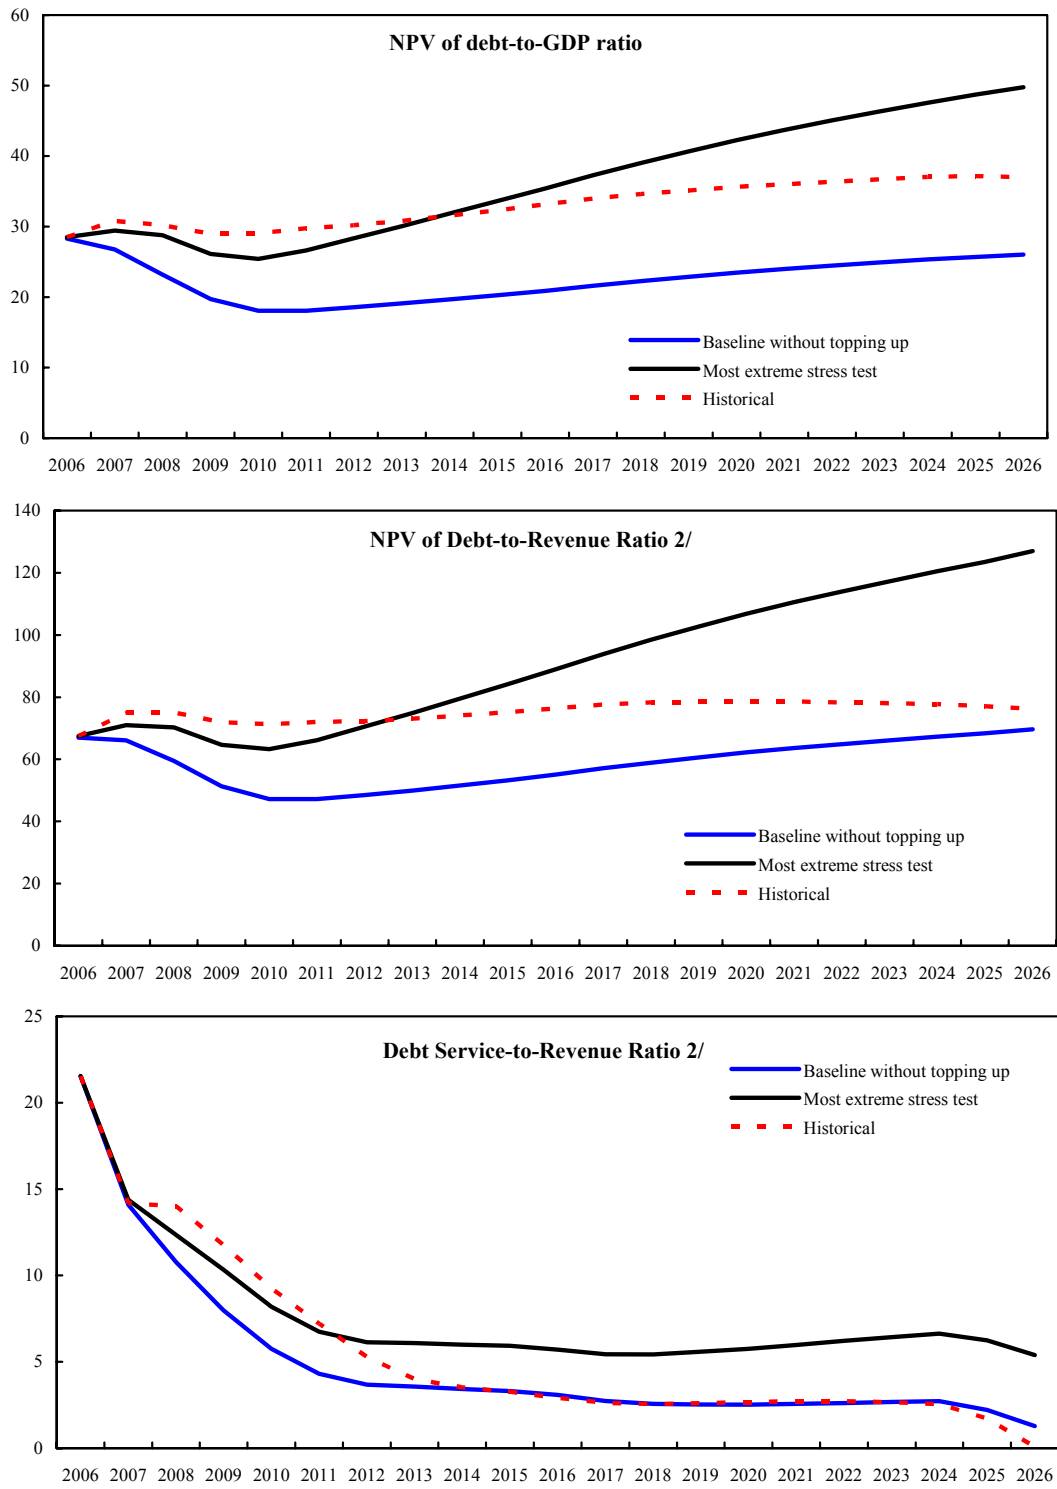 60
NPV of debt-to-GDP ratio
50
40
30
20
Baseline without topping up
Most extreme stress test
10
Historical
0
2006 2007 2008 2009 2010 2011 2012 2013 2014 2015 2016 2017 2018 2019 2020 2021 2022 2023 2024 2025 2026
140
NPV of Debt-to-Revenue Ratio 2/
120
100
80
60
40
Baseline without topping up
Most extreme stress test
20
Historical
0
2006 2007 2008 2009 2010 2011 2012 2013 2014 2015 2016 2017 2018 2019 2020 2021 2022 2023 2024 2025 2026
25
Debt Service-to-Revenue Ratio 2/
Baseline without topping up
Most extreme stress test
20
Historical
15
10
5
0
2006 2007 2008 2009 2010 2011 2012 2013 2014 2015 2016 2017 2018 2019 2020 2021 2022 2023 2024 2025 2026